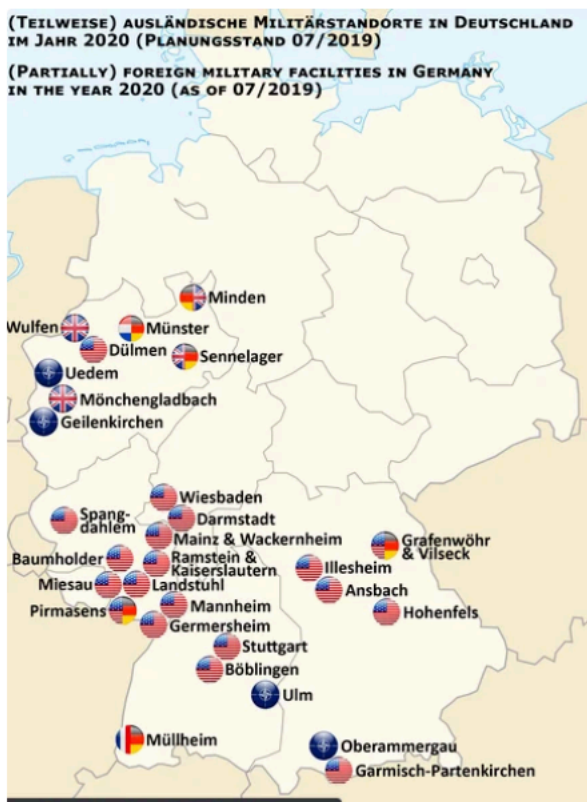 (TEILWEISE) AUSLÄNDISCHE MILITÄRSTANDORTE IN DEUTSCHLAND
IM JAHR 2020 (PLANUNGSSTAND 07/2019)
(PARTIALLY) FOREIGN MILITARY FACILITIES IN GERMANY
IN THE YEAR 2020 (AS OF 07/2019)
Minden
Wulfen
Münster
Dülmen
Sennelager
Uedem
Mönchengladbach
Geilenkirchen
Wiesbaden
Spang-
dahlem
Darmstadt
Mainz & Wackernheim
Grafenwöhr
& Vilseck
Baumholder
Ramstein &
Kaiserslautern
Illesheim
Miesau
Landstuhl
Ansbach
Pirmasens
Mannheim
Hohenfels
Germersheim
Stuttgart
Böblingen
Ulm
Müllheim
Oberammergau
Garmisch-Partenkirchen